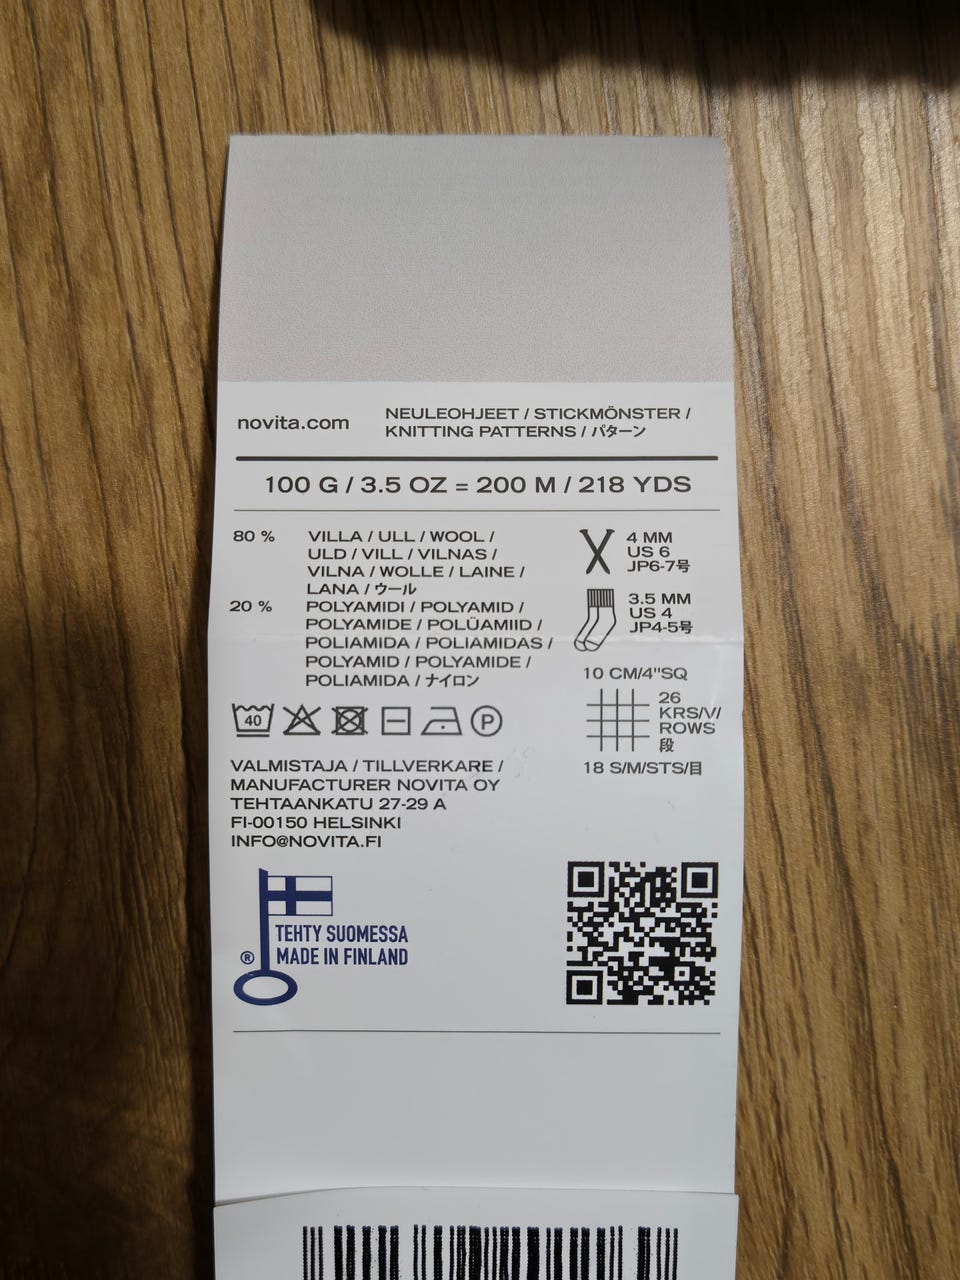 novita.com
NEULEOHJEET / STICKMÖNSTER /
KNITTING PATTERNS / パターン
100 G / 3.5 OZ = 200 M / 218 YDS
80 % VILLA / ULL / WOOL /
ULD / VILL / VILNAS /
VILNA / WOLLE / LAINE /
LANA / ウール
20 % POLYAMIDI / POLYAMID /
POLYAMIDE / POLÜAMIID /
POLIAMIDA / POLIAMIDAS /
POLYAMID / POLYAMIDE /
POLIAMIDA / ナイロン
4 MM
US 6
JP6-7号
3.5 MM
US 4
JP4-5号
10 CM/4"SQ
26
KRS/V/
ROWS
段
18 S/M/STS/目
40
P
VALMISTAJA / TILLVERKARE /
MANUFACTURER NOVITA OY
TEHTAANKATU 27-29 A
FI-00150 HELSINKI
INFO@NOVITA.FI
TEHTY SUOMESSA
® MADE IN FINLAND